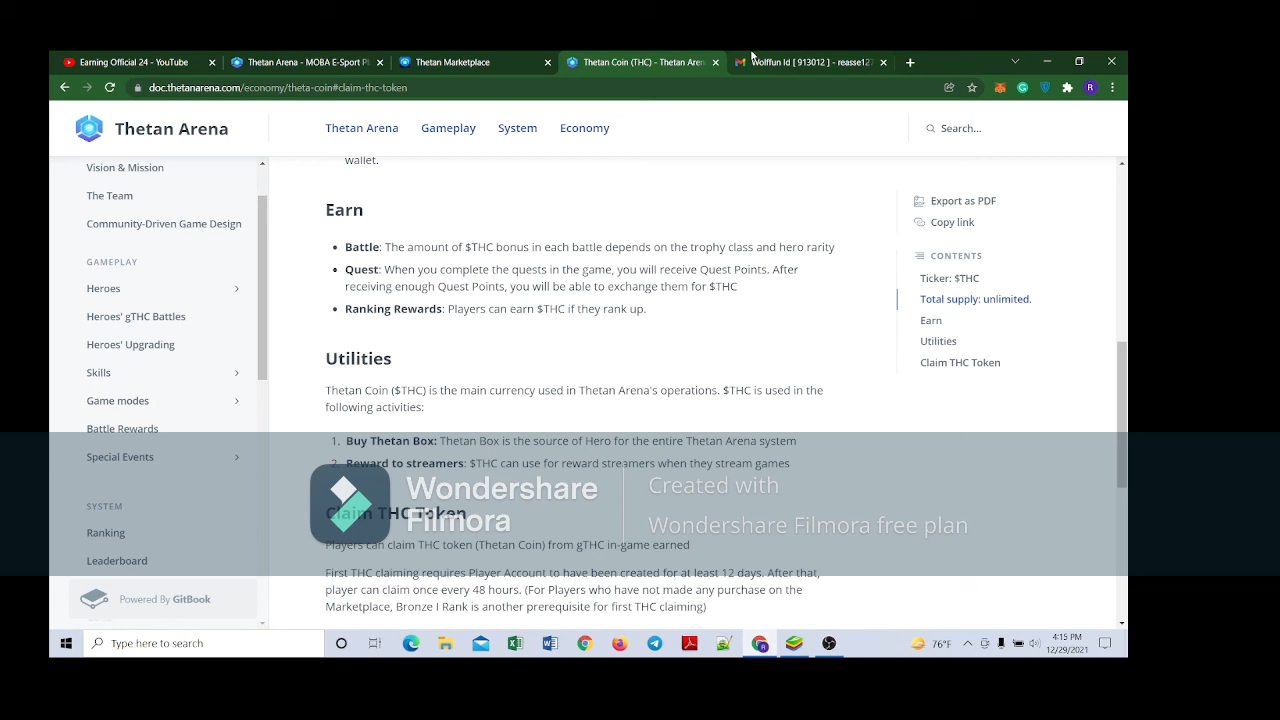 Earning Official 24 - YouTube
Thetan Arena - MOBA E-Sport Pl
Thetan Marketplace
Thetan Coin (THC) - Thetan Aren
Wolffun Id [ 913012 ] - reasse127
doc.thetanarena.com/economy/theta-coin#claim-thc-token
R
Thetan Arena
Thetan Arena
Gameplay
System
Economy
Search...
Vision & Mission
The Team
Community-Driven Game Design
GAMEPLAY
Heroes
Heroes' gTHC Battles
Heroes' Upgrading
Skills
Game modes
Battle Rewards
Special Events
SYSTEM
Ranking
Leaderboard
Powered By GitBook
wallet.
Earn
• Battle: The amount of $THC bonus in each battle depends on the trophy class and hero rarity
• Quest: When you complete the quests in the game, you will receive Quest Points. After
receiving enough Quest Points, you will be able to exchange them for $THC
• Ranking Rewards: Players can earn $THC if they rank up.
Utilities
Thetan Coin ($THC) is the main currency used in Thetan Arena's operations. $THC is used in the
following activities:
1. Buy Thetan Box: Thetan Box is the source of Hero for the entire Thetan Arena system
2. Reward to streamers: $THC can use for reward streamers when they stream games
Claim THC Token
Players can claim THC token (Thetan Coin) from gTHC in-game earned
First THC claiming requires Player Account to have been created for at least 12 days. After that,
player can claim once every 48 hours. (For Players who have not made any purchase on the
Marketplace, Bronze I Rank is another prerequisite for first THC claiming)
Export as PDF
Copy link
CONTENTS
Ticker: $THC
Total supply: unlimited.
Earn
Utilities
Claim THC Token
Wondershare
Filmora
Created with
Wondershare Filmora free plan
Type here to search
76°F
4:15 PM
12/29/2021